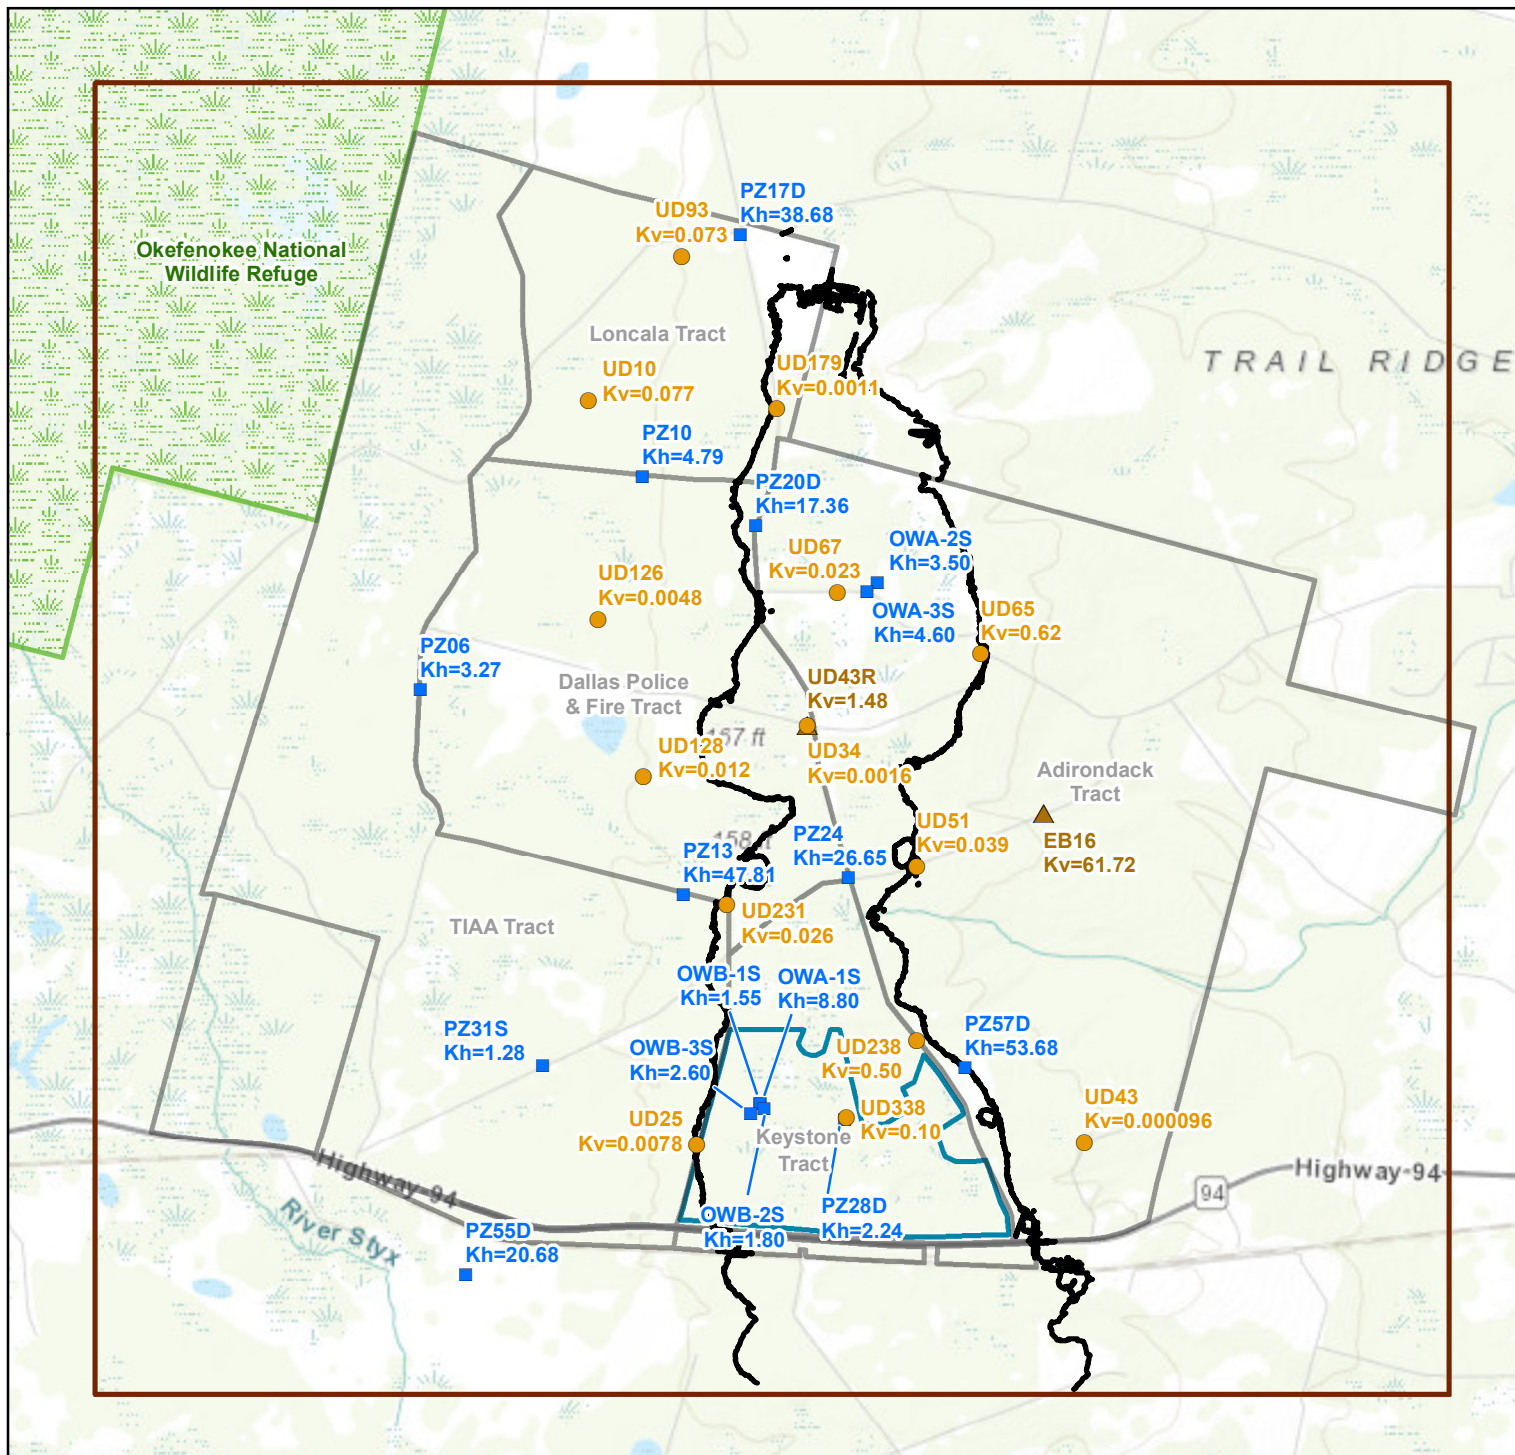 PZ17D
Kh=38.68
UD93
Kv=0.073
Okefenokee National
Wildlife Refuge
Loncala Tract
TRAIL RIDGE
UD179
Kv=0.0011
UD10
Kv=0.077
PZ10
Kh=4.79
PZ20D
Kh=17.36
OWA-2S
Kh=3.50
UD67
Kv=0.023
UD126
Kv=0.0048
OWA-3S
Kh=4.60
UD65
Kv=0.62
PZ06
Kh=3.27
Dallas Police
& Fire Tract
UD43R
Kv=1.48
157 ft
UD128
Kv=0.012
UD34
Kv=0.0016
Adirondack
Tract
UD51
Kv=0.039
EB16
Kv=61.72
158 ft
PZ24
Kh=26.65
PZ13
Kh=47.81
UD231
Kv=0.026
TIAA Tract
OWB-1S
Kh=1.55
OWA-1S
Kh=8.80
PZ31S
Kh=1.28
OWB-3S
Kh=2.60
UD238
Kv=0.50
PZ57D
Kh=53.68
UD25
Kv=0.0078
UD338
Kv=0.10
UD43
Kv=0.000096
Keystone
Tract
Highway-94
94
Highway-94
River Styx
PZ55D
Kh=20.68
OWB-2S
Kh=1.80
PZ28D
Kh=2.24